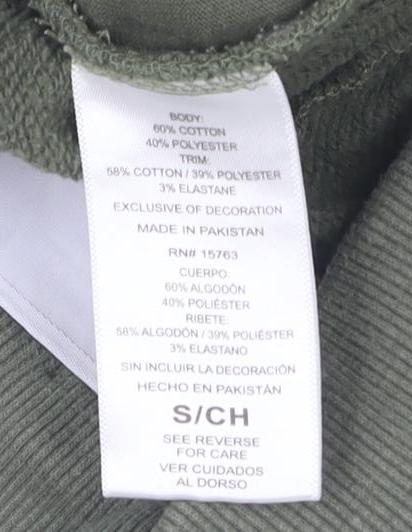 BODY:
60% COTTON
40% POLYESTER
TRIM:
58% COTTON / 39% POLYESTER
3% ELASTANE
EXCLUSIVE OF DECORATION
MADE IN PAKISTAN
RN# 15763
CUERPO:
60% ALGODÓN
40% POLIÉSTER
RIBETE:
58% ALGODÓN / 39% POLIÉSTER
3% ELASTANO
SIN INCLUIR LA DECORACIÓN
HECHO EN PAKISTÁN
S/CH
SEE REVERSE
FOR CARE
VER CUIDADOS
AL DORSO